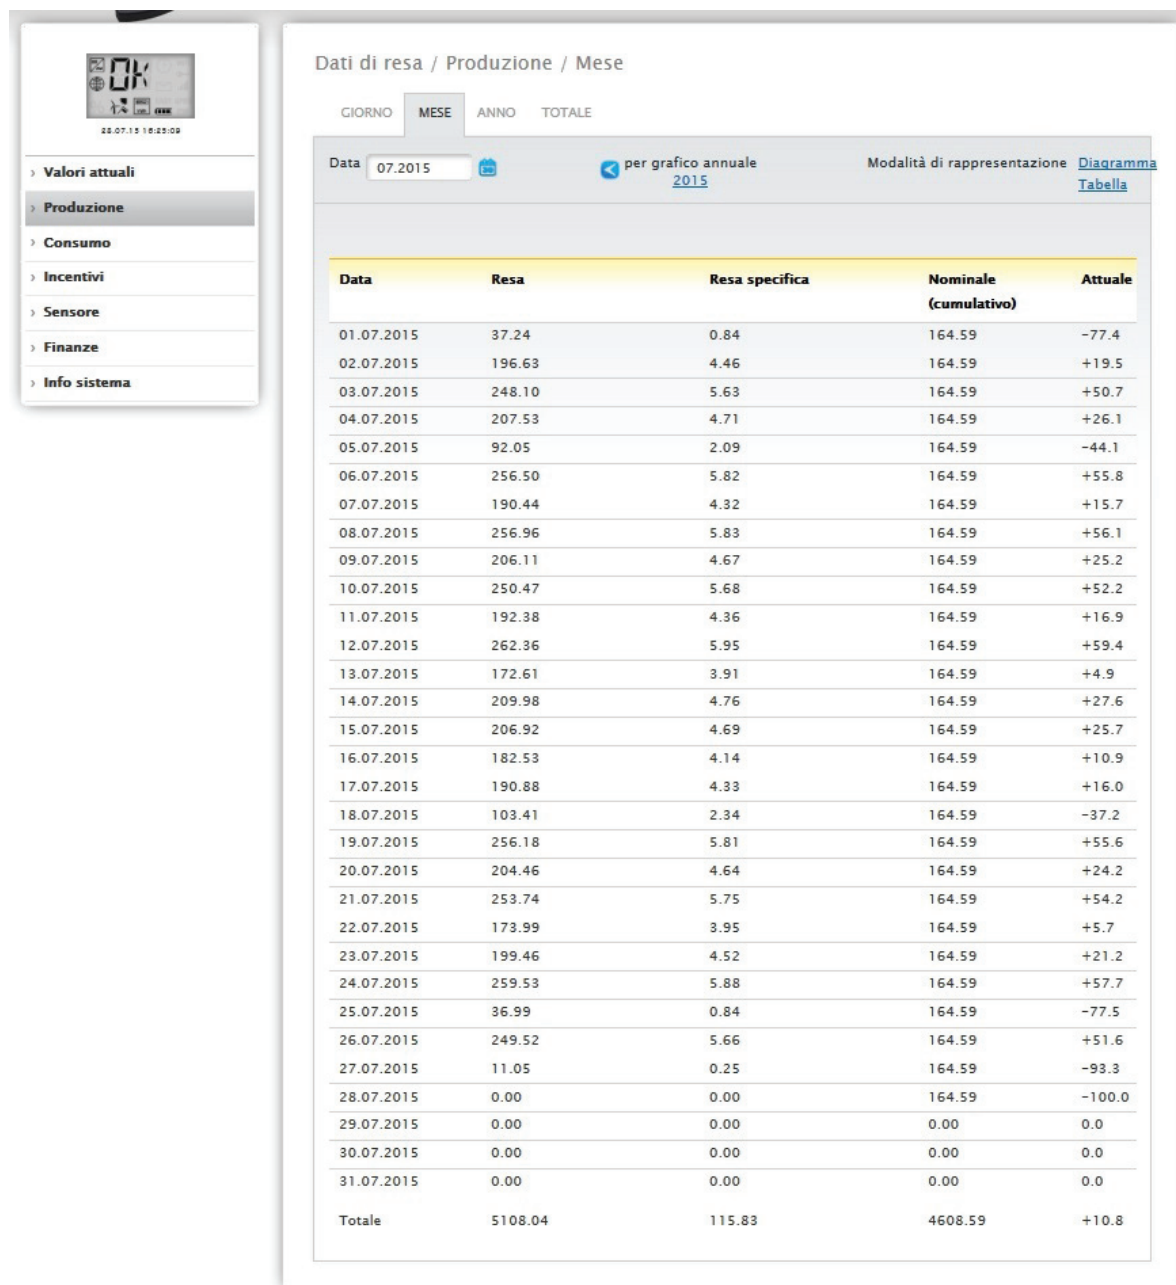 OK
28.07.15 16:25:09
Valori attuali
Produzione
Consumo
Incentivi
Sensore
Finanze
Info sistema
Dati di resa / Produzione / Mese
GIORNO MESE ANNO TOTALE
Data 07.2015 per grafico annuale Modalità di rappresentazione Diagramma
2015 Tabella
Data Resa Resa specifica Nominale Attuale
(cumulativo)
01.07.2015 37.24 0.84 164.59 -77.4
02.07.2015 196.63 4.46 164.59 +19.5
03.07.2015 248.10 5.63 164.59 +50.7
04.07.2015 207.53 4.71 164.59 +26.1
05.07.2015 92.05 2.09 164.59 -44.1
06.07.2015 256.50 5.82 164.59 +55.8
07.07.2015 190.44 4.32 164.59 +15.7
08.07.2015 256.96 5.83 164.59 +56.1
09.07.2015 206.11 4.67 164.59 +25.2
10.07.2015 250.47 5.68 164.59 +52.2
11.07.2015 192.38 4.36 164.59 +16.9
12.07.2015 262.36 5.95 164.59 +59.4
13.07.2015 172.61 3.91 164.59 +4.9
14.07.2015 209.98 4.76 164.59 +27.6
15.07.2015 206.92 4.69 164.59 +25.7
16.07.2015 182.53 4.14 164.59 +10.9
17.07.2015 190.88 4.33 164.59 +16.0
18.07.2015 103.41 2.34 164.59 -37.2
19.07.2015 256.18 5.81 164.59 +55.6
20.07.2015 204.46 4.64 164.59 +24.2
21.07.2015 253.74 5.75 164.59 +54.2
22.07.2015 173.99 3.95 164.59 +5.7
23.07.2015 199.46 4.52 164.59 +21.2
24.07.2015 259.53 5.88 164.59 +57.7
25.07.2015 36.99 0.84 164.59 -77.5
26.07.2015 249.52 5.66 164.59 +51.6
27.07.2015 11.05 0.25 164.59 -93.3
28.07.2015 0.00 0.00 164.59 -100.0
29.07.2015 0.00 0.00 0.00 0.0
30.07.2015 0.00 0.00 0.00 0.0
31.07.2015 0.00 0.00 0.00 0.0
Totale 5108.04 115.83 4608.59 +10.8